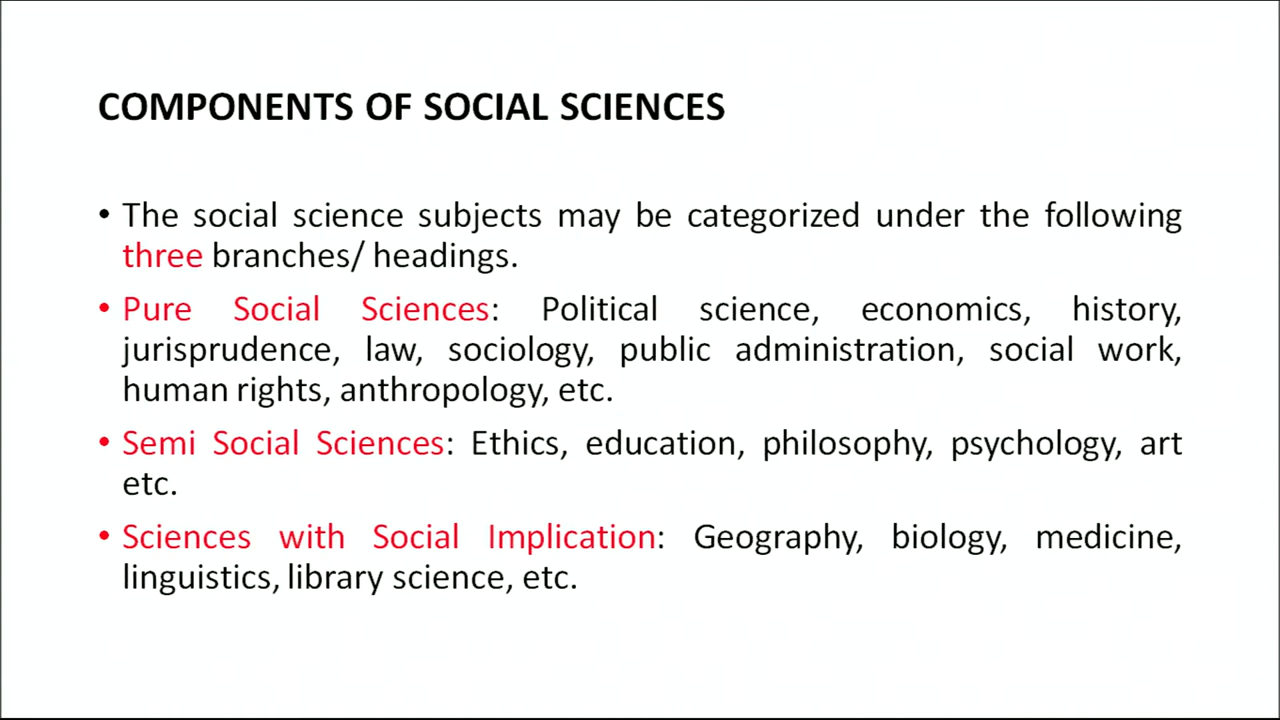 COMPONENTS OF SOCIAL SCIENCES
• The social science subjects may be categorized under the following
three branches/ headings.
• Pure Social Sciences: Political science, economics, history,
jurisprudence, law, sociology, public administration, social work,
human rights, anthropology, etc.
• Semi Social Sciences: Ethics, education, philosophy, psychology, art
etc.
• Sciences with Social Implication: Geography, biology, medicine,
linguistics, library science, etc.